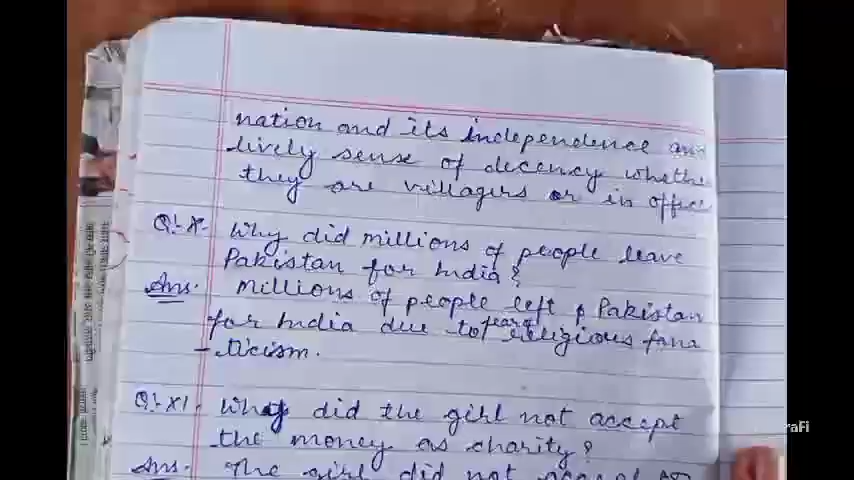 nation and its independence and
lively sense of decency whether
they are villagers or in office
Q:-X- Why did millions of people leave
Pakistan for India?
Ans. Millions of people left Pakistan
for India due to fear of religious fana
-ticism.
Q:-XI- Why did the girl not accept
the money as charity?
Ans. The girl did not accept
raFi